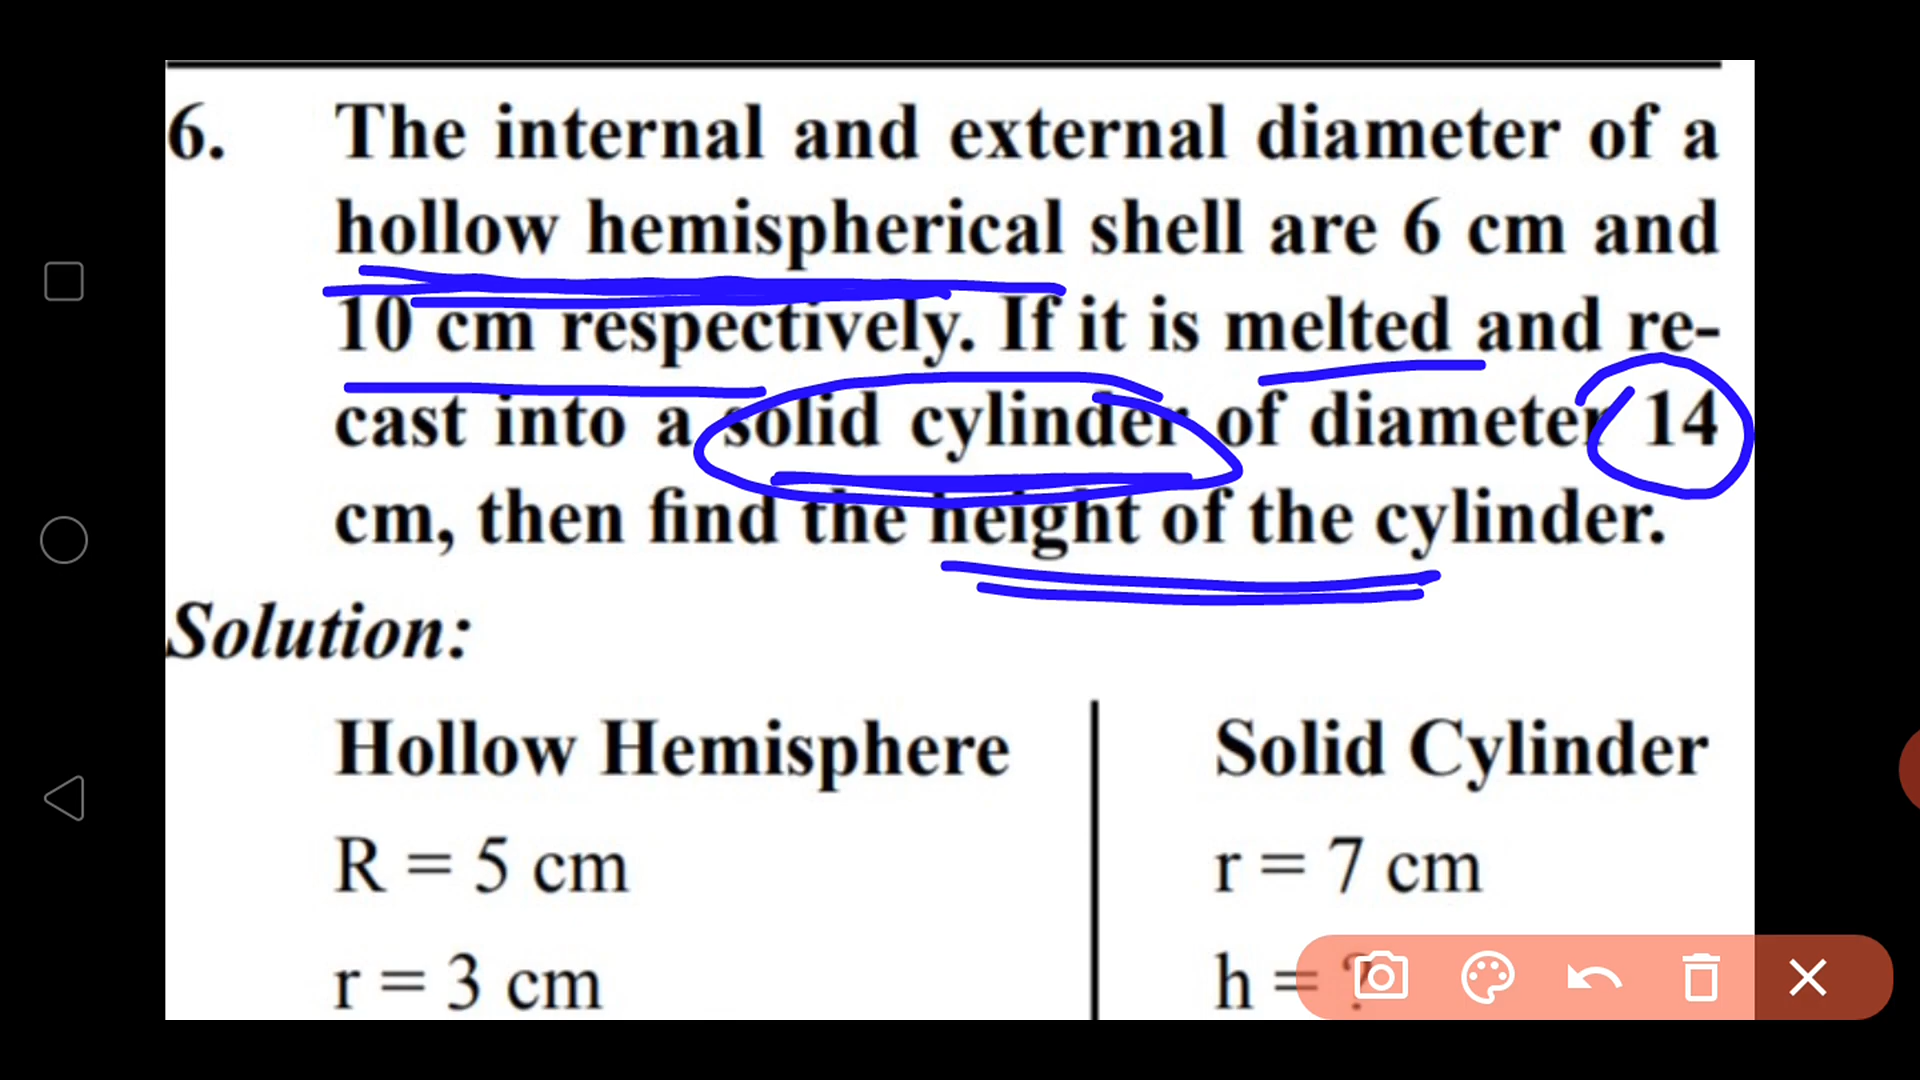 6. The internal and external diameter of a
hollow hemispherical shell are 6 cm and
10 cm respectively. If it is melted and re-
cast into a solid cylinder of diameter 14
cm, then find the height of the cylinder.
Solution:
Hollow Hemisphere
R = 5 cm
r = 3 cm
Solid Cylinder
r = 7 cm
h = ?